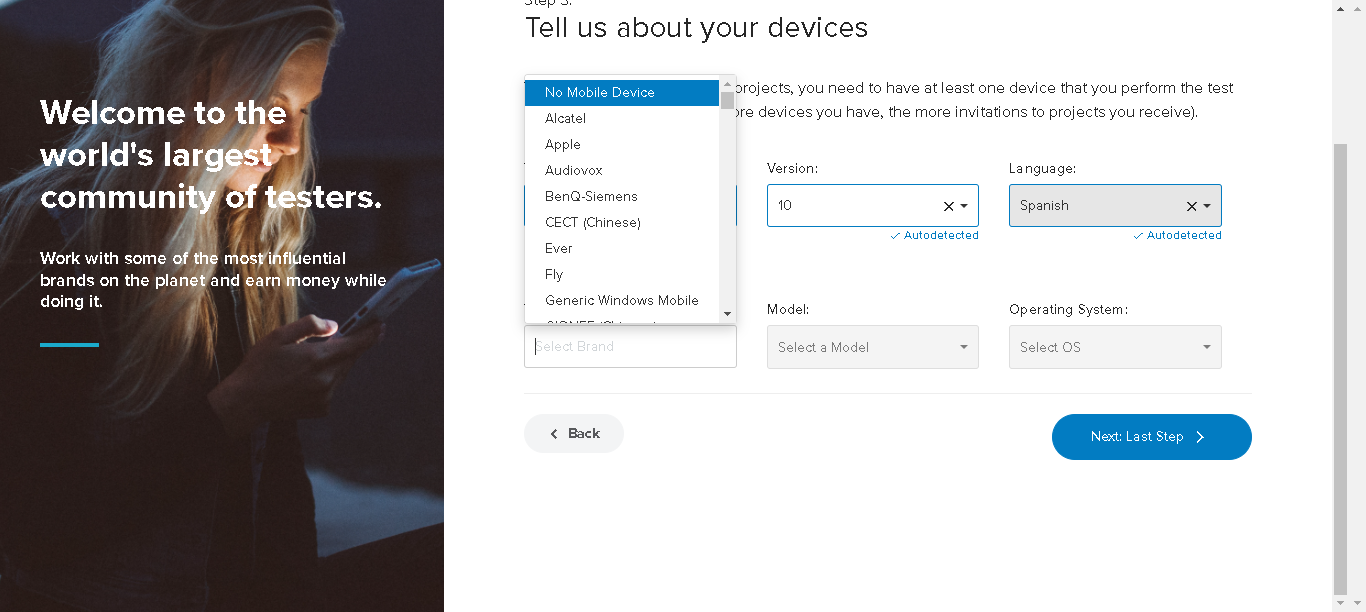 Step 3:
Tell us about your devices
Welcome to the
world's largest
community of testers.
Work with some of the most influential
brands on the planet and earn money while
doing it.
projects, you need to have at least one device that you perform the test
devices you have, the more invitations to projects you receive).
No Mobile Device
Alcatel
Apple
Audiovox
BenQ-Siemens
CECT (Chinese)
Ever
Fly
Generic Windows Mobile
Version:
10
Autodetected
Language:
Spanish
Autodetected
Select Brand
Model:
Select a Model
Operating System:
Select OS
Back
Next: Last Step